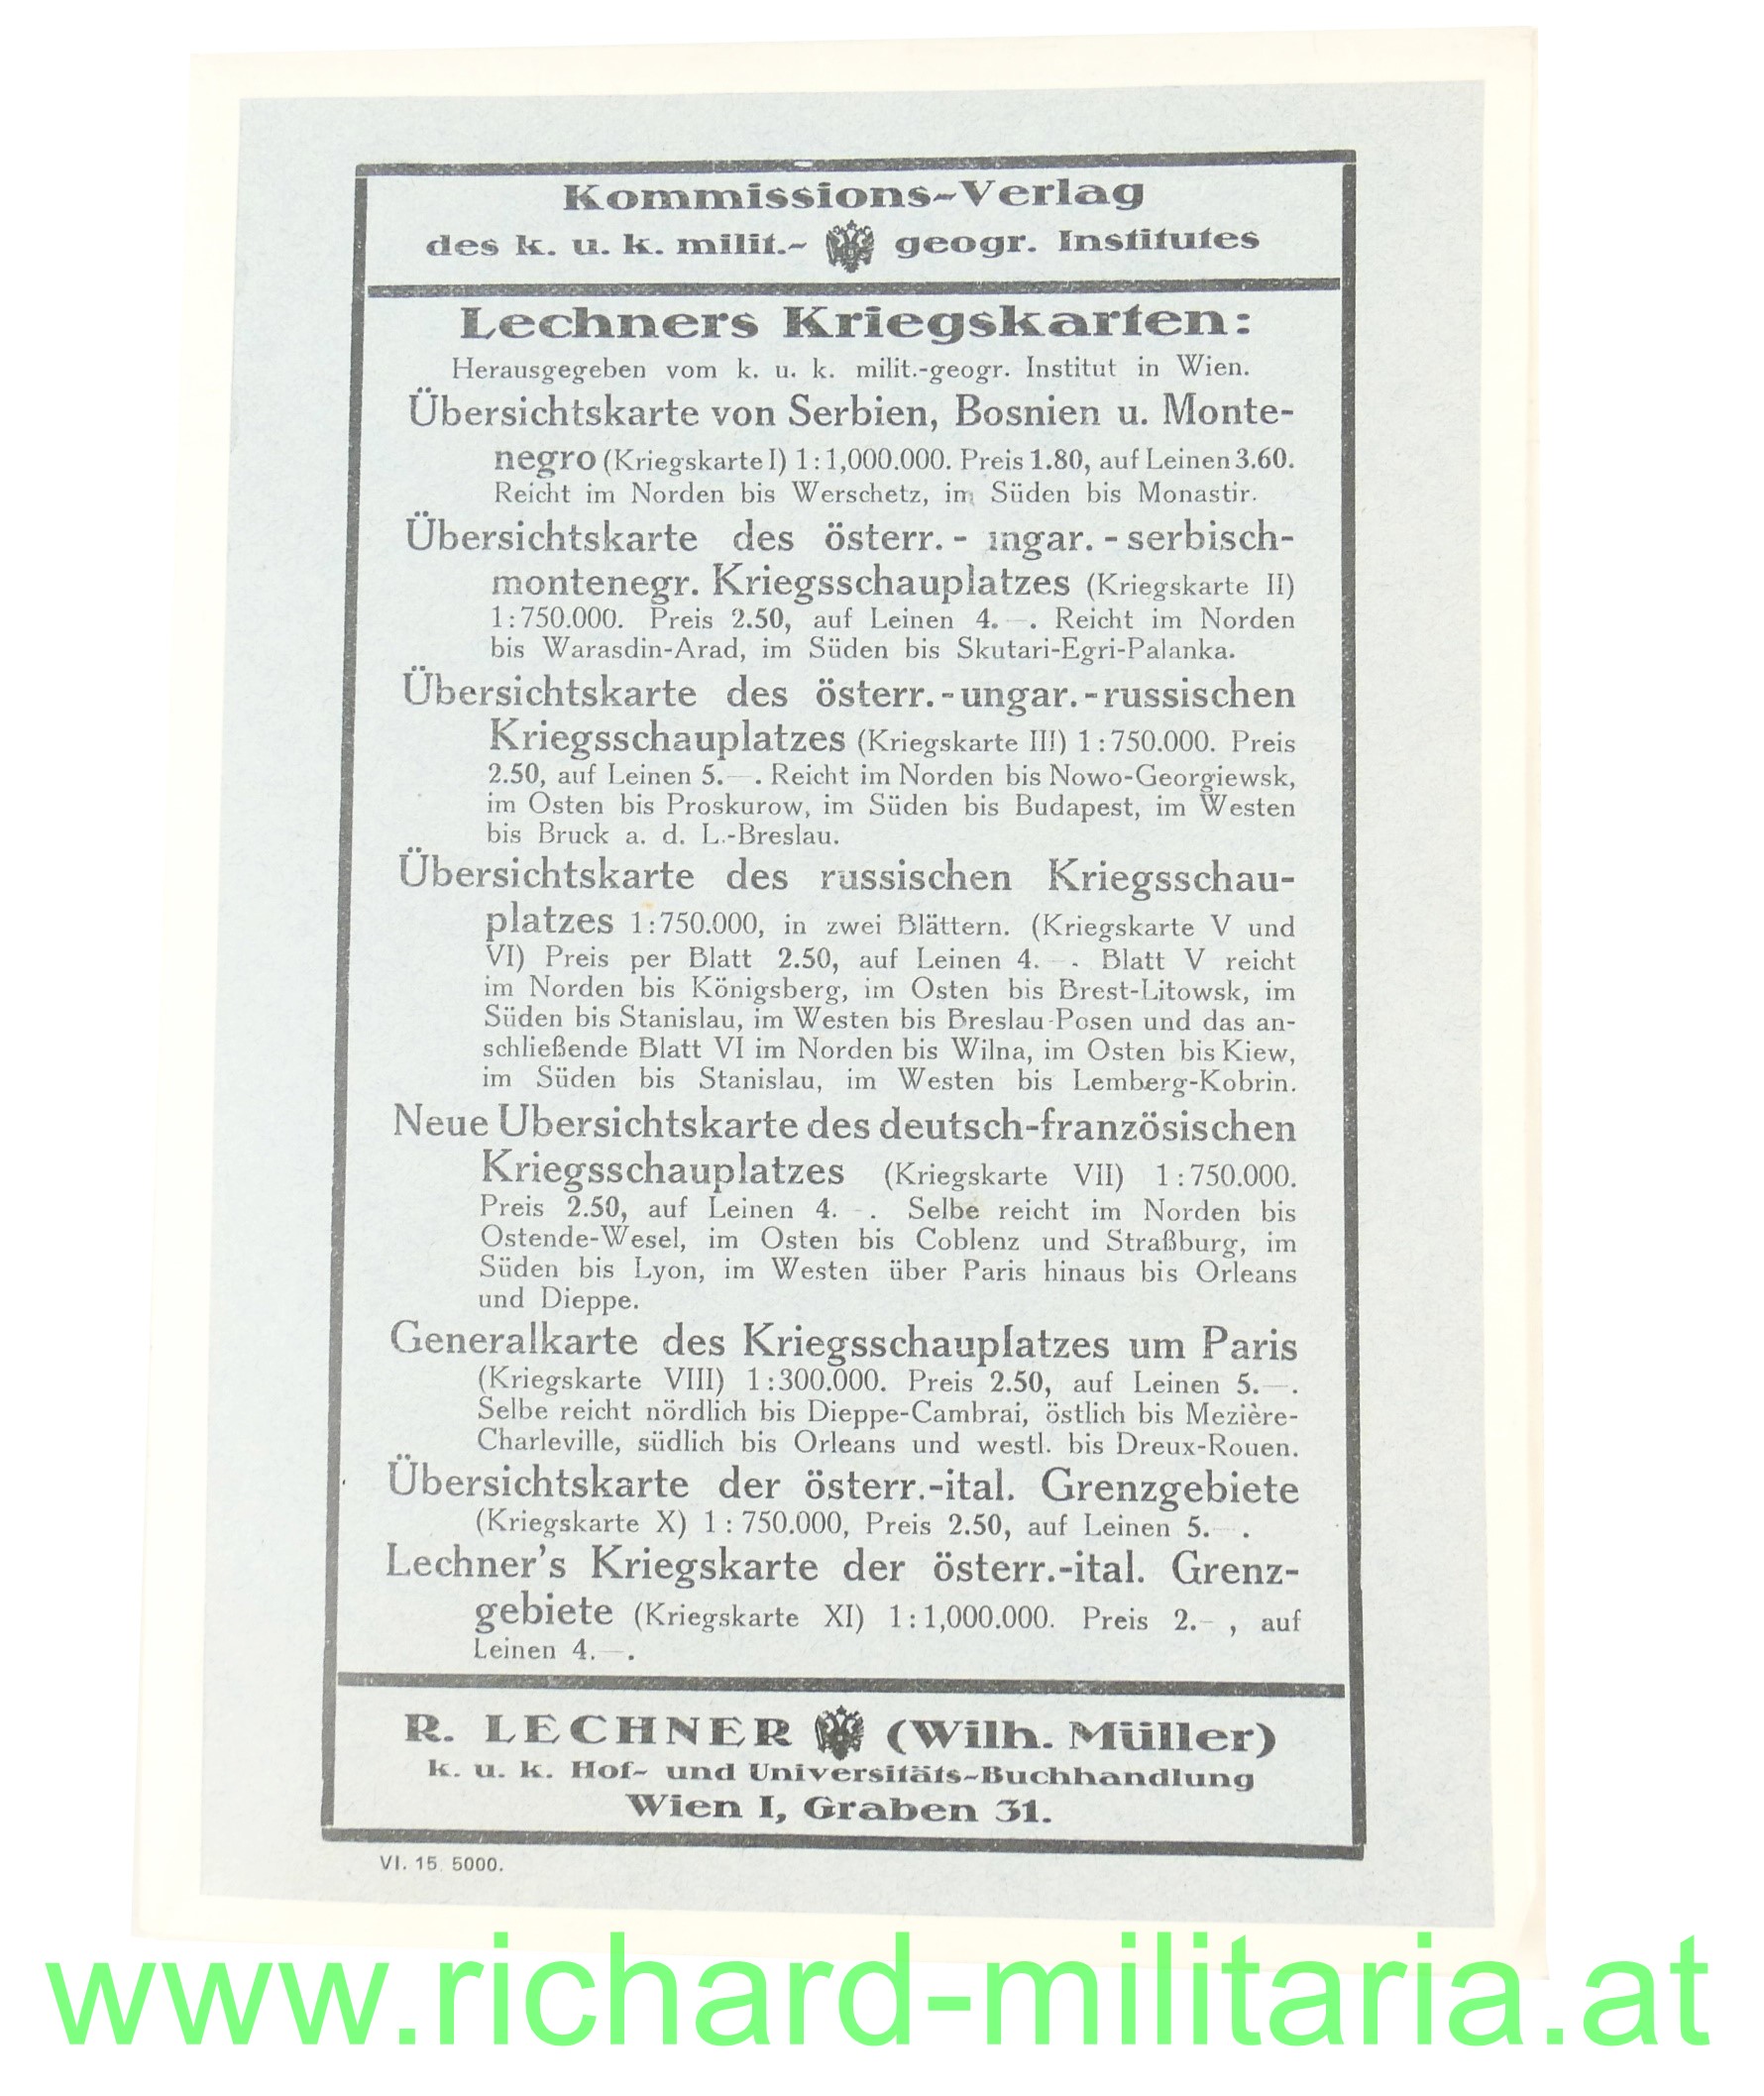 Kommissions-Verlag
des k. u. k. milit.- geogr. Institutes
Lechners Kriegskarten:
Herausgegeben vom k. u. k. milit.-geogr. Institut in Wien.
Übersichtskarte von Serbien, Bosnien u. Monte-
negro (Kriegskarte I) 1:1,000.000. Preis 1.80, auf Leinen 3.60.
Reicht im Norden bis Werschetz, im Süden bis Monastir.
Übersichtskarte des österr.- ungar.-serbisch-
montenegr. Kriegsschauplatzes (Kriegskarte II)
1:750.000. Preis 2.50, auf Leinen 4.—. Reicht im Norden
bis Warasdin-Arad, im Süden bis Skutari-Egri-Palanka.
Übersichtskarte des österr.-ungar.-russischen
Kriegsschauplatzes (Kriegskarte III) 1:750.000. Preis
2.50, auf Leinen 5.—. Reicht im Norden bis Nowo-Georgiewsk,
im Osten bis Proskurow, im Süden bis Budapest, im Westen
bis Bruck a. d. L.-Breslau.
Übersichtskarte des russischen Kriegsschau-
platzes 1:750.000, in zwei Blättern. (Kriegskarte V und
VI) Preis per Blatt 2.50, auf Leinen 4.—. Blatt V reicht
im Norden bis Königsberg, im Osten bis Brest-Litowsk, im
Süden bis Stanislau, im Westen bis Breslau-Posen und das an-
schließende Blatt VI im Norden bis Wilna, im Osten bis Kiew,
im Süden bis Stanislau, im Westen bis Lemberg-Kobrin.
Neue Übersichtskarte des deutsch-französischen
Kriegsschauplatzes (Kriegskarte VII) 1:750.000.
Preis 2.50, auf Leinen 4.—. Selbe reicht im Norden bis
Ostende-Wesel, im Osten bis Coblenz und Straßburg, im
Süden bis Lyon, im Westen über Paris hinaus bis Orleans
und Dieppe.
Generalkarte des Kriegsschauplatzes um Paris
(Kriegskarte VIII) 1:300.000. Preis 2.50, auf Leinen 5.—.
Selbe reicht nördlich bis Dieppe-Cambrai, östlich bis Mezière-
Charleville, südlich bis Orleans und westl. bis Dreux-Rouen.
Übersichtskarte der österr.-ital. Grenzgebiete
(Kriegskarte X) 1:750.000, Preis 2.50, auf Leinen 5.—.
Lechner's Kriegskarte der österr.-ital. Grenz-
gebiete (Kriegskarte XI) 1:1,000.000. Preis 2.—, auf
Leinen 4.—.
R. LECHNER (Wilh. Müller)
k. u. k. Hof- und Universitäts-Buchhandlung
Wien I, Graben 31.
VI. 15. 5000.
www.richard-militaria.at